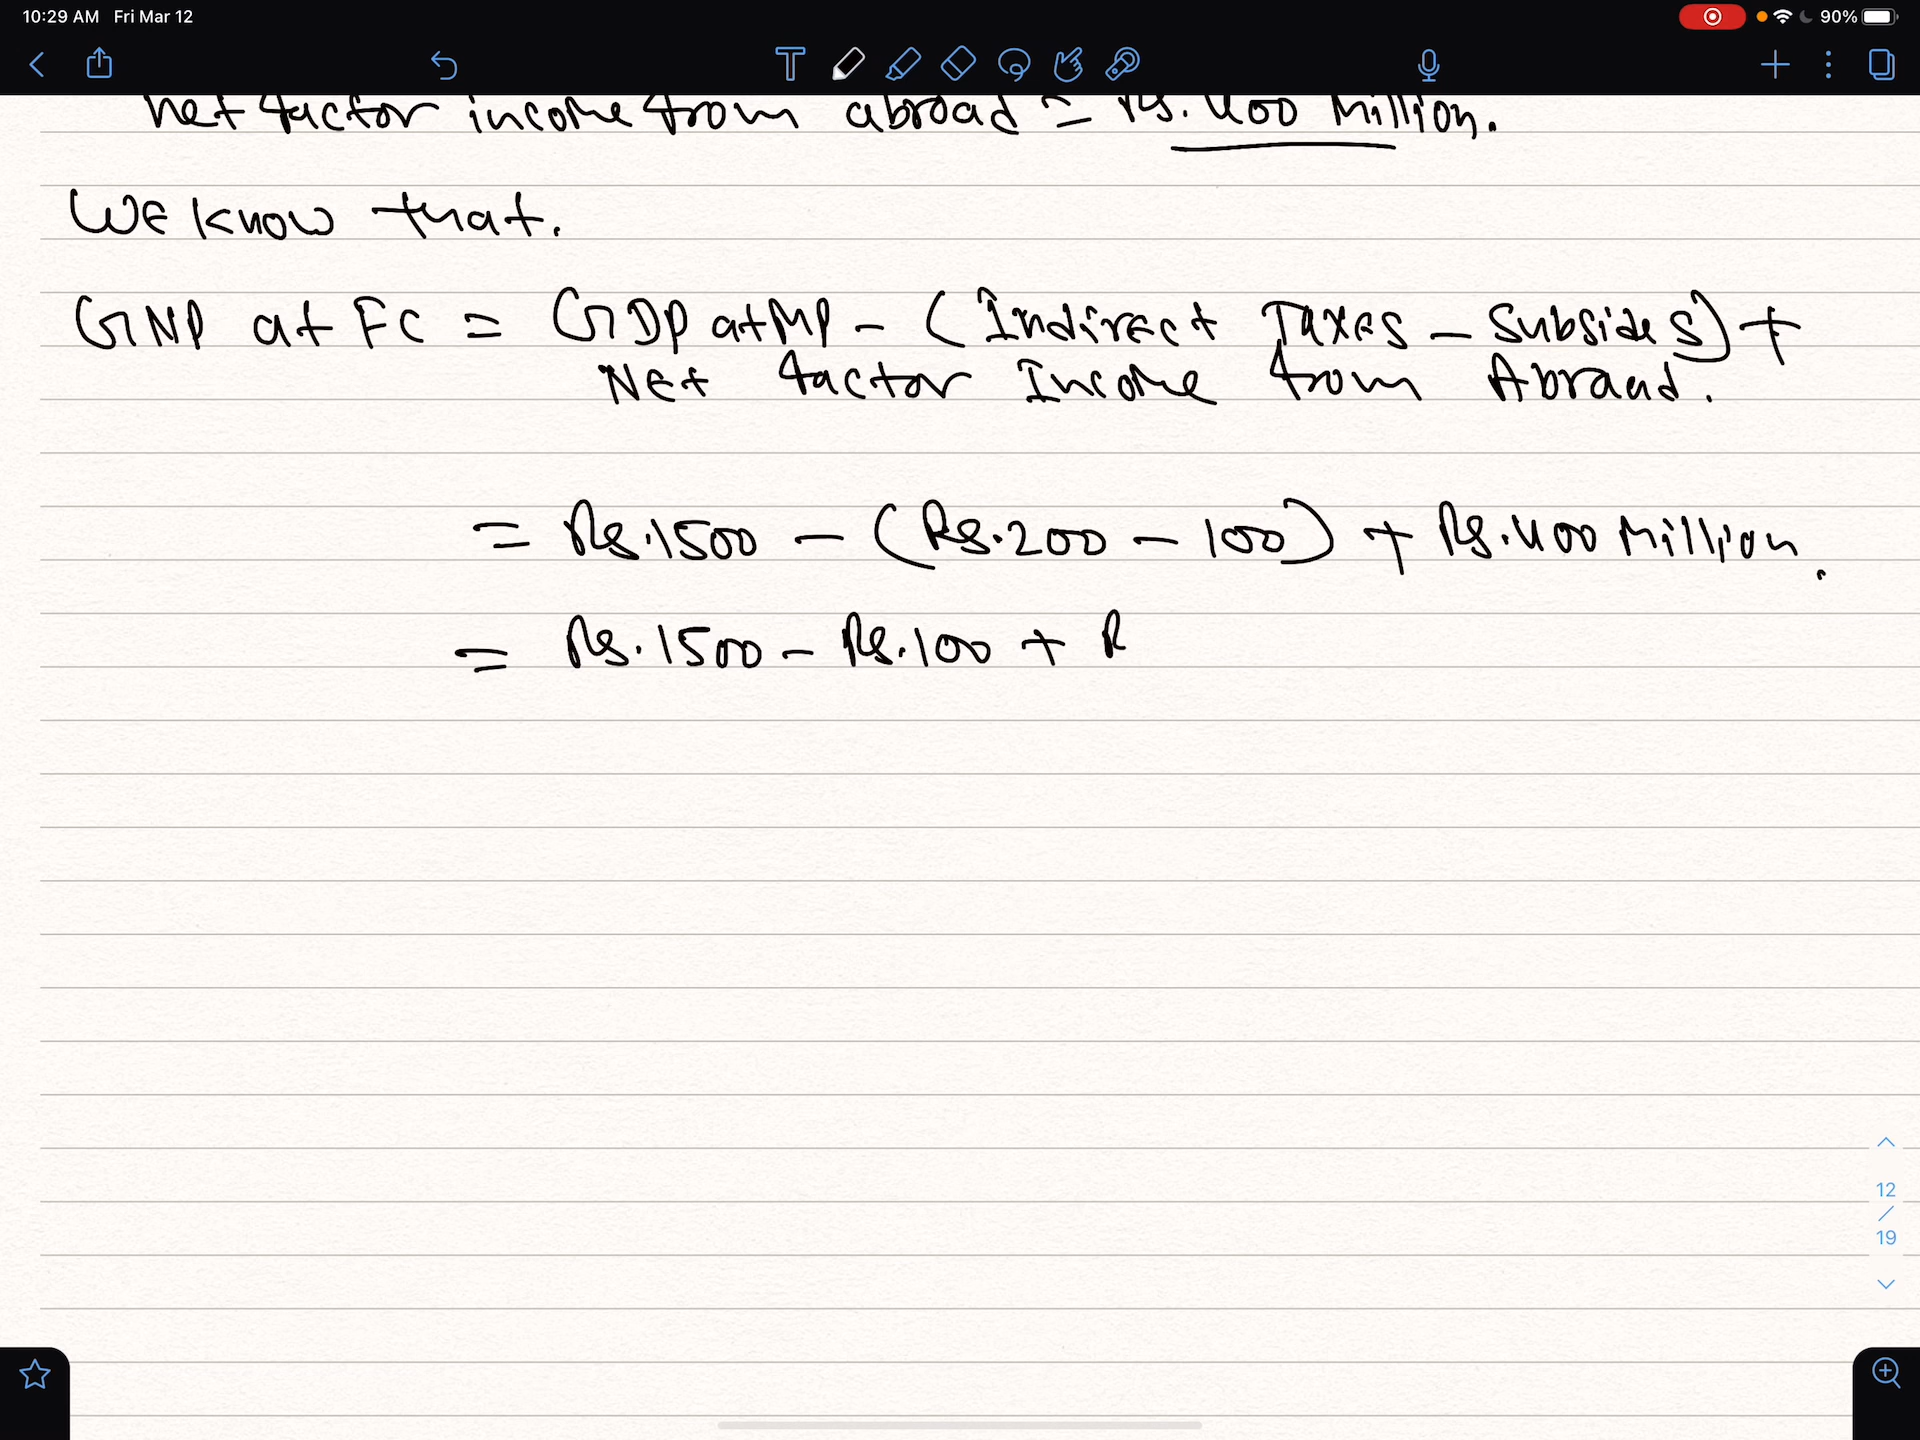 10:29 AM Fri Mar 12
90%
net factor income from abroad = Rs. 400 Million.
WE Know that.
GNP at FC = GDP at MP - (Indirect Taxes - Subsides) +
Net factor Income from Abraad.
= Rs.1500 - (Rs.200 - 100) + Rs.400 Million.
= Rs.1500 - Rs.100 + R
12
/
19